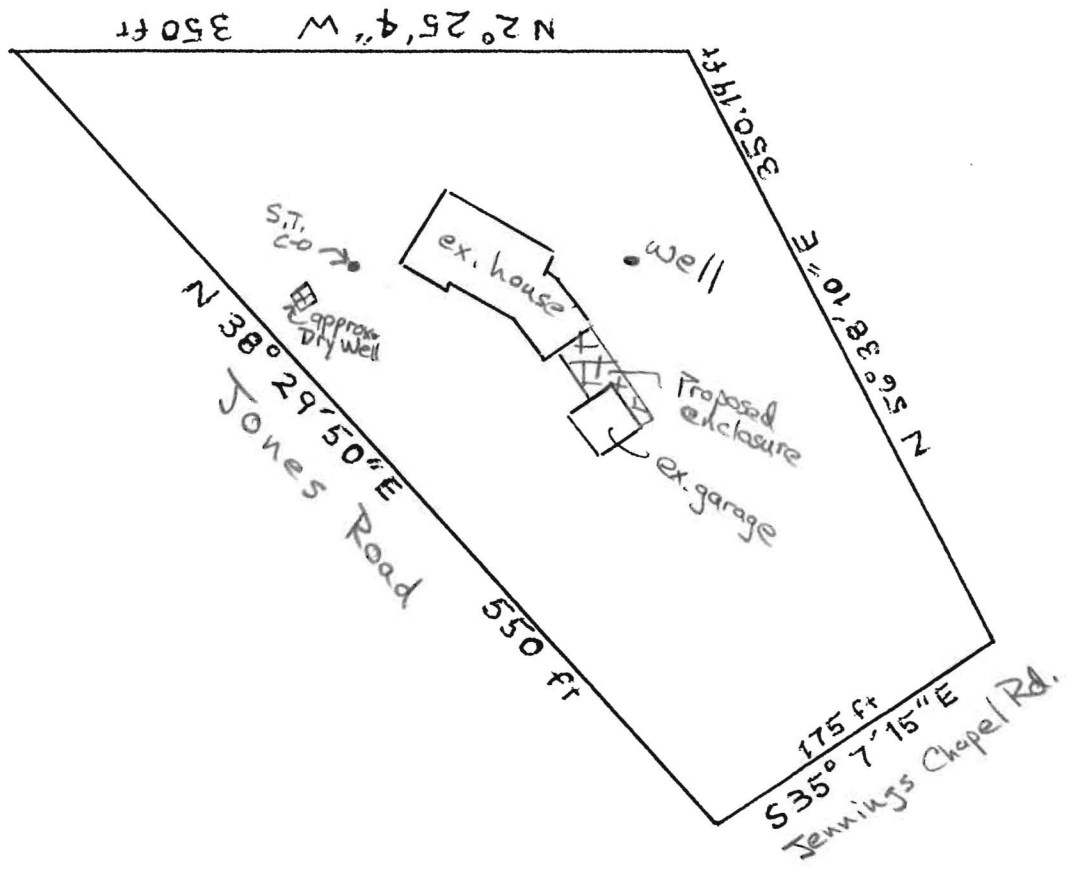 N 2° 25' 4" W 350 ft
350.14 ft
N 56° 38' 10" E
S.T.
C-O
ex. house
well
approx.
Dry Well
N 38° 29' 50" E
Jones Road
550 ft
Proposed
enclosure
ex. garage
175 ft
S 35° 7' 15" E
Jennings Chapel Rd.